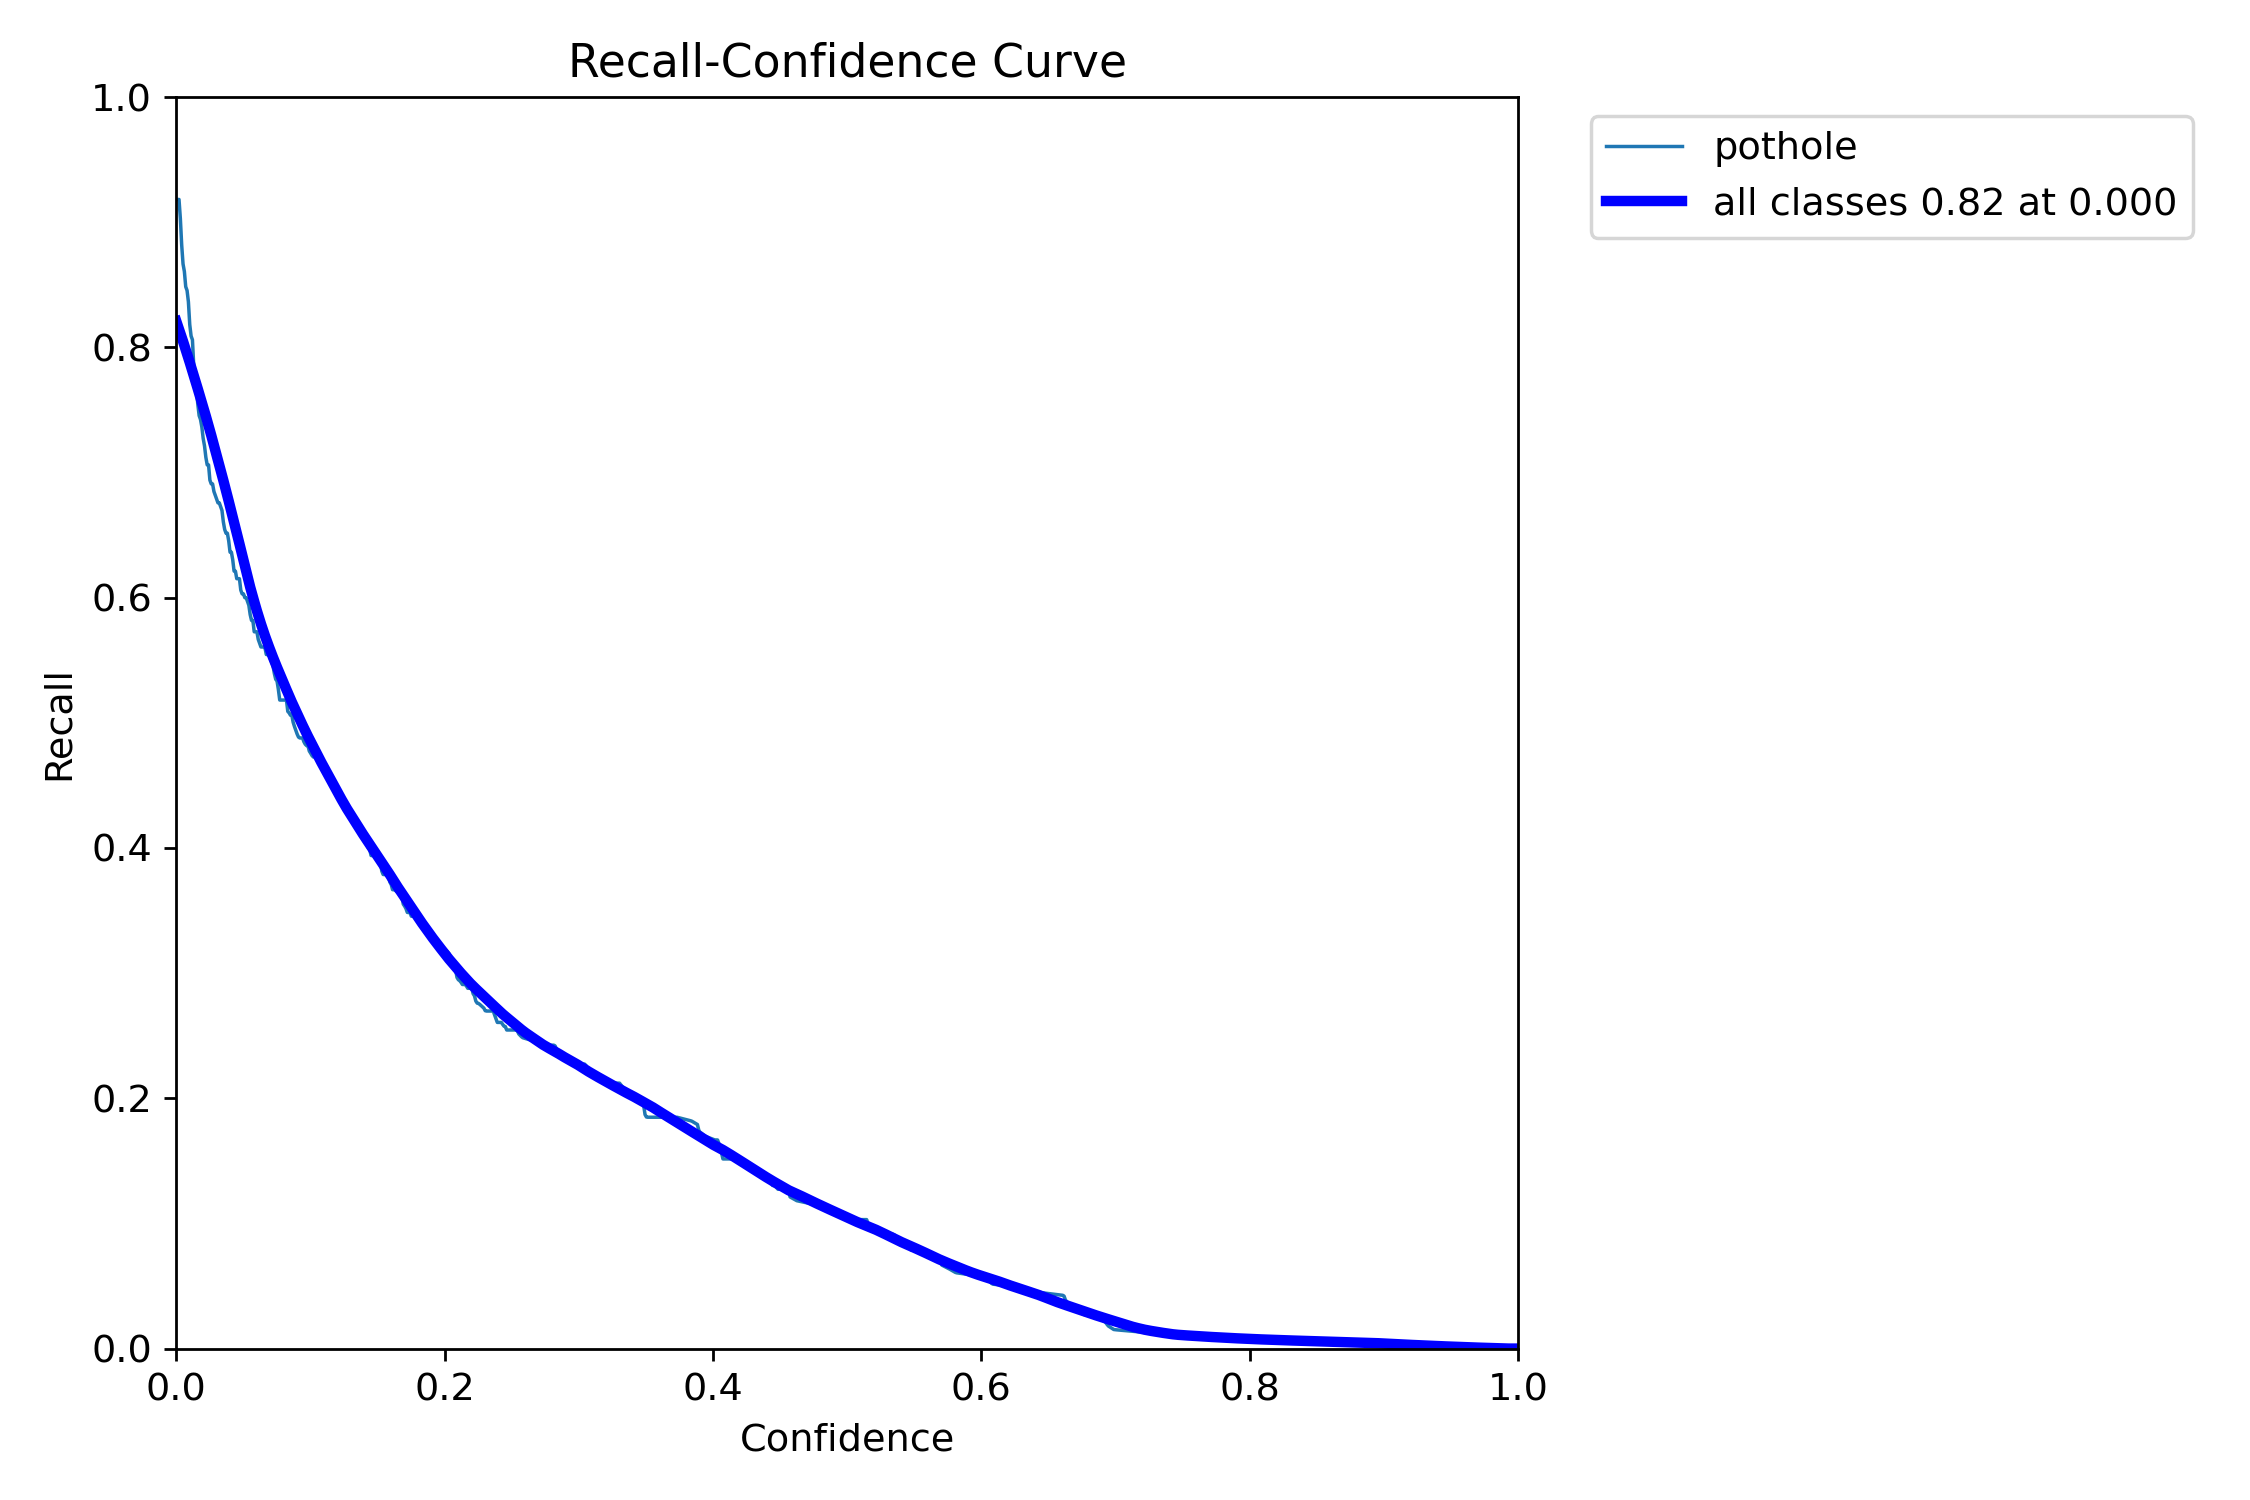 Recall-Confidence Curve
1.0
0.8
0.6
0.4
0.2
0.0
Recall
0.0 0.2 0.4 0.6 0.8 1.0
Confidence
pothole
all classes 0.82 at 0.000